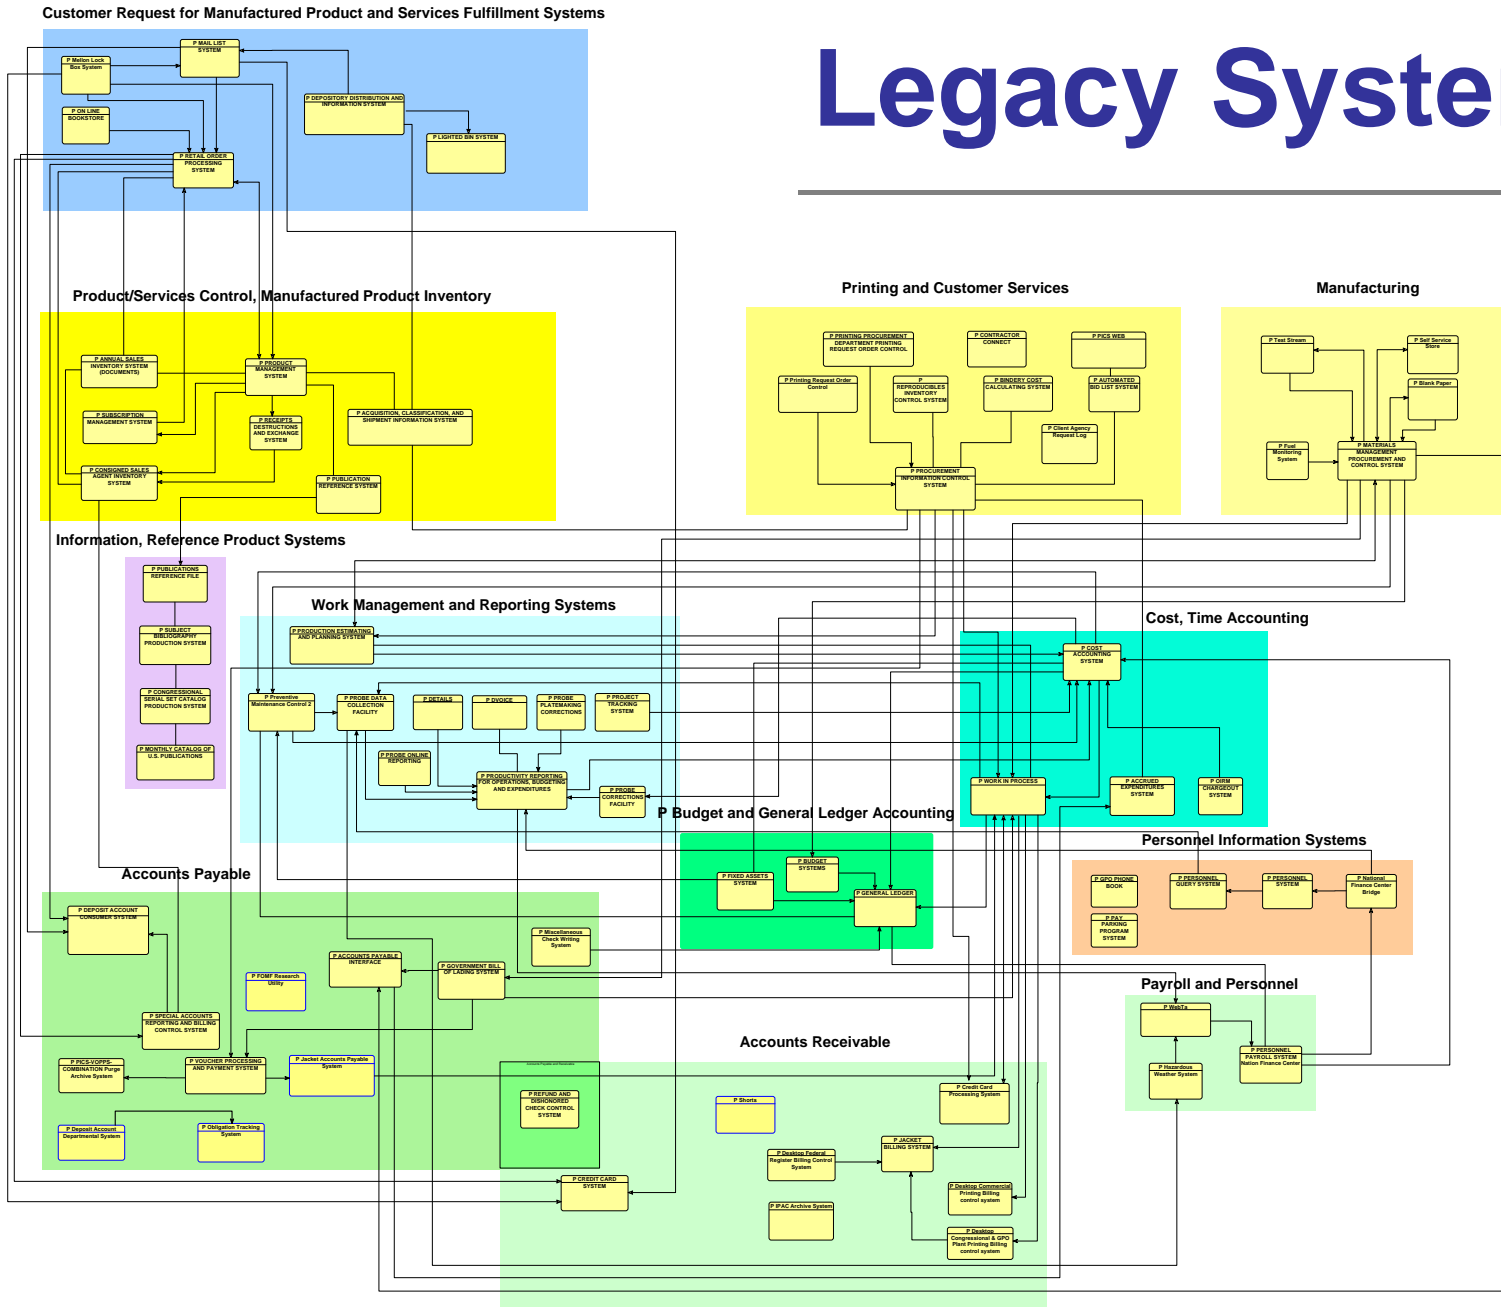 Customer Request for Manufactured Product and Services Fulfillment Systems
Legacy Syste
P MAIL LIST
SYSTEM
P Mellon Lock
Box System
P ON LINE
BOOKSTORE
P DEPOSITORY DISTRIBUTION AND
INFORMATION SYSTEM
P LIGHTED BIN SYSTEM
P RETAIL ORDER
PROCESSING
SYSTEM
Product/Services Control, Manufactured Product Inventory
P ANNUAL SALES
INVENTORY SYSTEM
(DOCUMENTS)
P PRODUCT
MANAGEMENT
SYSTEM
P SUBSCRIPTION
MANAGEMENT SYSTEM
P RECEIPTS
DESTRUCTIONS
AND EXCHANGE
SYSTEM
P ACQUISITION, CLASSIFICATION, AND
SHIPMENT INFORMATION SYSTEM
P CONSIGNED SALES
AGENT INVENTORY
SYSTEM
P PUBLICATION
REFERENCE SYSTEM
Printing and Customer Services
P PRINTING PROCUREMENT
DEPARTMENT PRINTING
REQUEST ORDER CONTROL
P CONTRACTOR
CONNECT
P PICS WEB
P Printing Request Order
Control
P
REPRODUCIBLES
INVENTORY
CONTROL SYSTEM
P BINDERY COST
CALCULATING SYSTEM
P AUTOMATED
BID LIST SYSTEM
P Client Agency
Request Log
P PROCUREMENT
INFORMATION CONTROL
SYSTEM
Manufacturing
P Text Stream
P Self Service
Store
P Blank Paper
P Fuel
Monitoring
System
P MATERIALS
MANAGEMENT
PROCUREMENT AND
CONTROL SYSTEM
Information, Reference Product Systems
P PUBLICATIONS
REFERENCE FILE
P SUBJECT
BIBLIOGRAPHY
PRODUCTION SYSTEM
P CONGRESSIONAL
SERIAL SET CATALOG
PRODUCTION SYSTEM
P MONTHLY CATALOG OF
U.S. PUBLICATIONS
Work Management and Reporting Systems
P PRODUCTION ESTIMATING
AND PLANNING SYSTEM
P Preventive
Maintenance Control 2
P PROBE DATA
COLLECTION
FACILITY
P DETAILS
P DVOICE
P PROBE
PLATEMAKING
CORRECTIONS
P PROJECT
TRACKING
SYSTEM
P PROBE ONLINE
REPORTING
P PRODUCTIVITY REPORTING
FOR OPERATIONS, BUDGETING
AND EXPENDITURES
P PROBE
CORRECTIONS
FACILITY
Cost, Time Accounting
P COST
ACCOUNTING
SYSTEM
P WORK IN PROCESS
P ACCRUED
EXPENDITURES
SYSTEM
P OIRM
CHARGEOUT
SYSTEM
P Budget and General Ledger Accounting
P BUDGET
SYSTEMS
P FIXED ASSETS
SYSTEM
P GENERAL LEDGER
Personnel Information Systems
P GPO PHONE
BOOK
P PERSONNEL
QUERY SYSTEM
P PERSONNEL
SYSTEM
P National
Finance Center
Bridge
P PAY
PARKING
PROGRAM
SYSTEM
Accounts Payable
P DEPOSIT ACCOUNT
CONSUMER SYSTEM
P FOMF Research
Utility
P ACCOUNTS PAYABLE
INTERFACE
P GOVERNMENT BILL
OF LADING SYSTEM
P Miscellaneous
Check Writing
System
P SPECIAL ACCOUNTS
REPORTING AND BILLING
CONTROL SYSTEM
P PICS-VOPPS-
COMBINATION Purge
Archive System
P VOUCHER PROCESSING
AND PAYMENT SYSTEM
P Jacket Accounts Payable
System
P Deposit Account
Departmental System
P Obligation Tracking
System
Payroll and Personnel
P WebTa
P Hazardous
Weather System
P PERSONNEL
PAYROLL SYSTEM
Nation Finance Center
Accounts Receivable
Accounts Payable and Receivable
P REFUND AND
DISHONORED
CHECK CONTROL
SYSTEM
P CREDIT CARD
SYSTEM
P Shorts
P Credit Card
Processing System
P JACKET
BILLING SYSTEM
P Desktop Federal
Register Billing Control
System
P IPAC Archive System
P Desktop Commercial
Printing Billing
control system
P Desktop
Congressional & GPO
Plant Printing Billing
control system